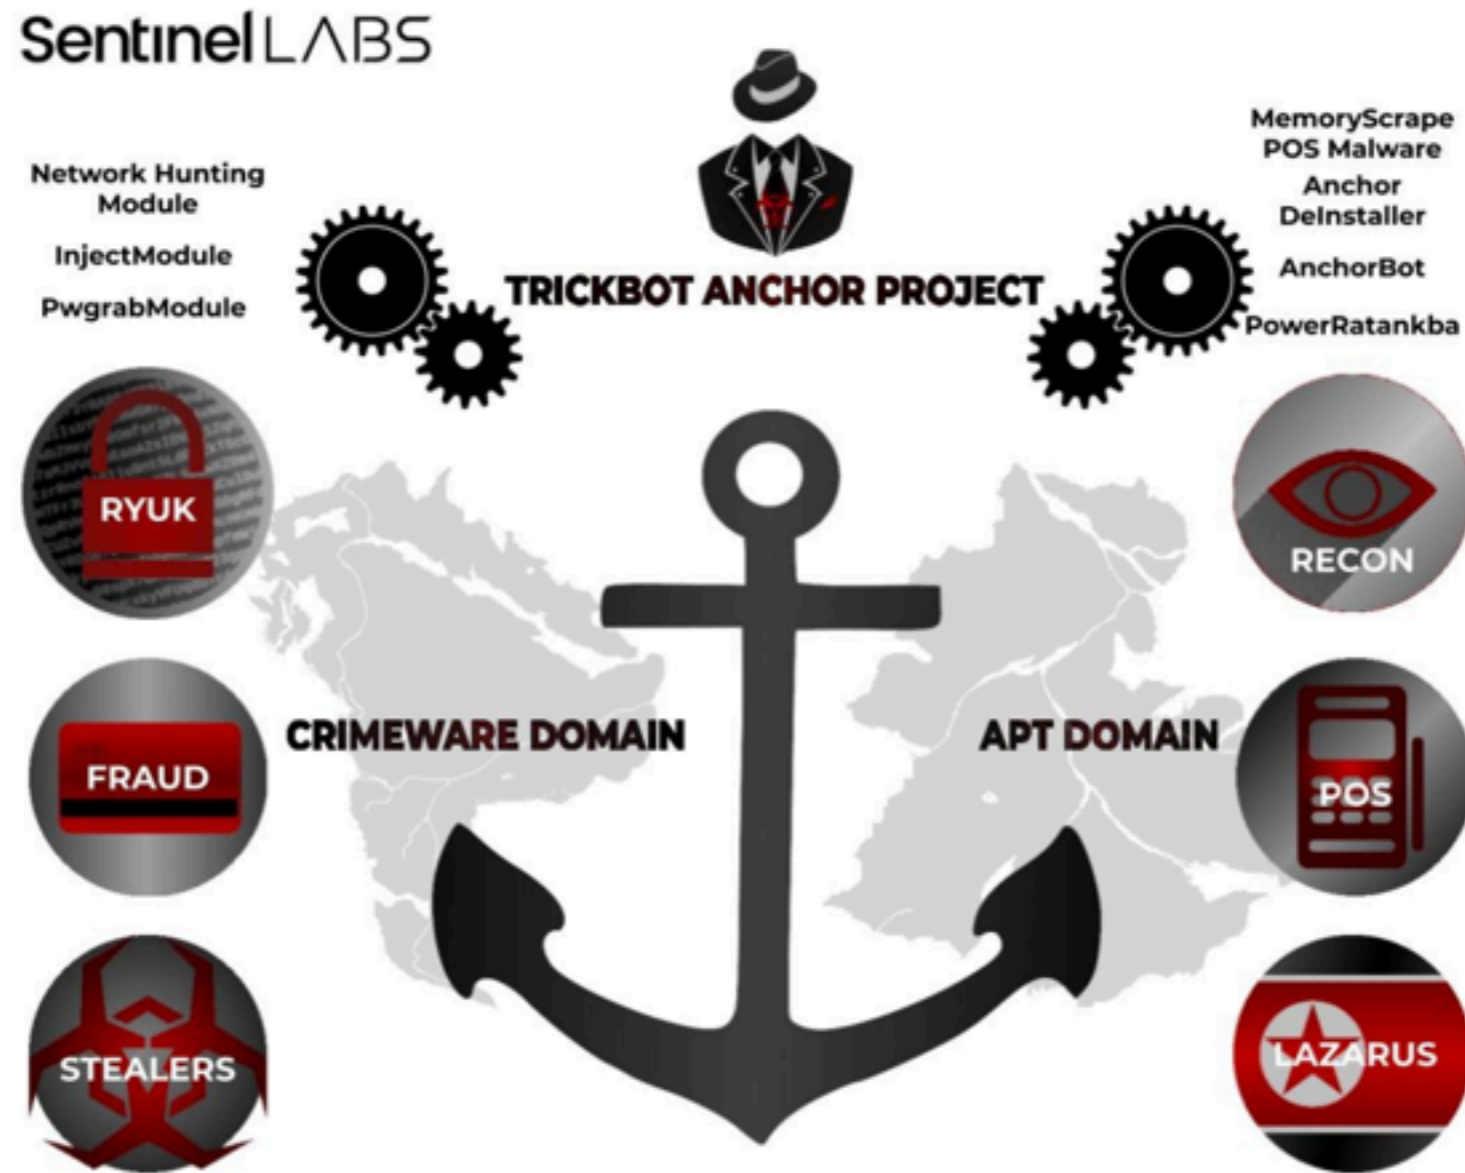 SentinelLABS
Network Hunting
Module
InjectModule
PwgrabModule
MemoryScrape
POS Malware
Anchor
DeInstaller
AnchorBot
PowerRatankba
TRICKBOT ANCHOR PROJECT
RYUK
RECON
CRIMEWARE DOMAIN
APT DOMAIN
FRAUD
POS
STEALERS
LAZARUS